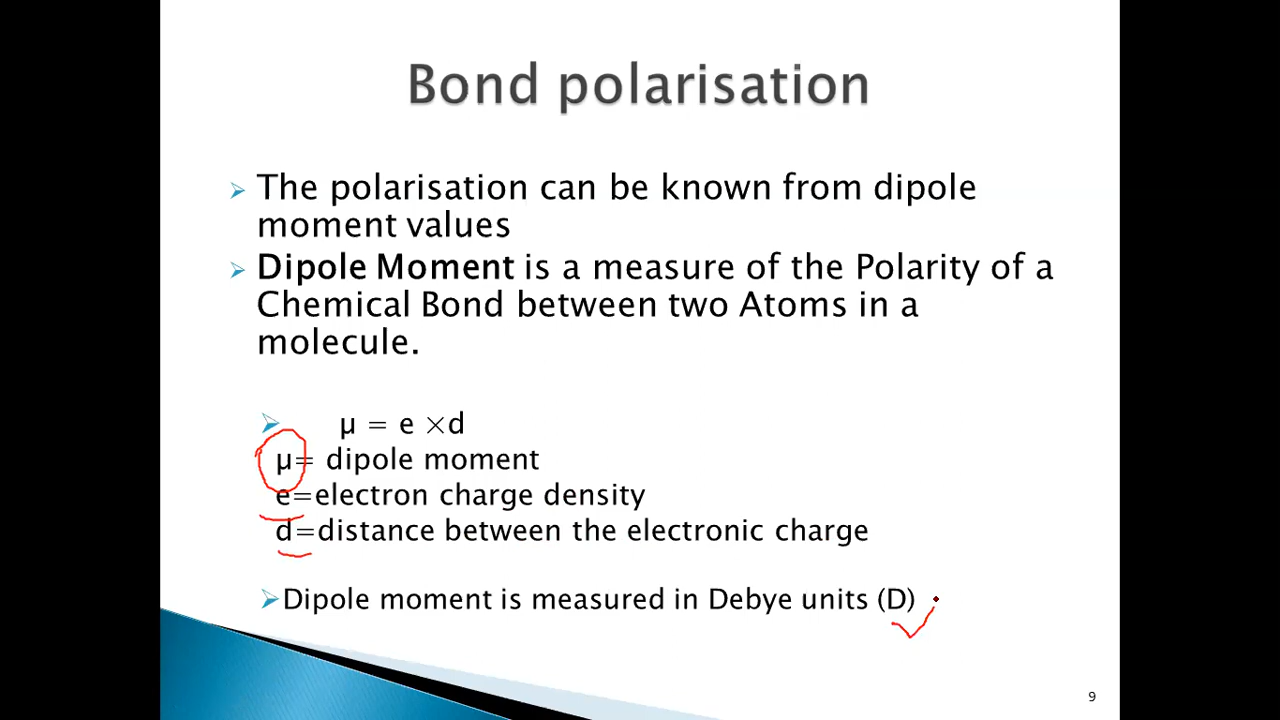 Bond polarisation
➢ The polarisation can be known from dipole
moment values
➢ Dipole Moment is a measure of the Polarity of a
Chemical Bond between two Atoms in a
molecule.
➢ μ = e ×d
μ= dipole moment
e=electron charge density
d=distance between the electronic charge
➢Dipole moment is measured in Debye units (D)
9